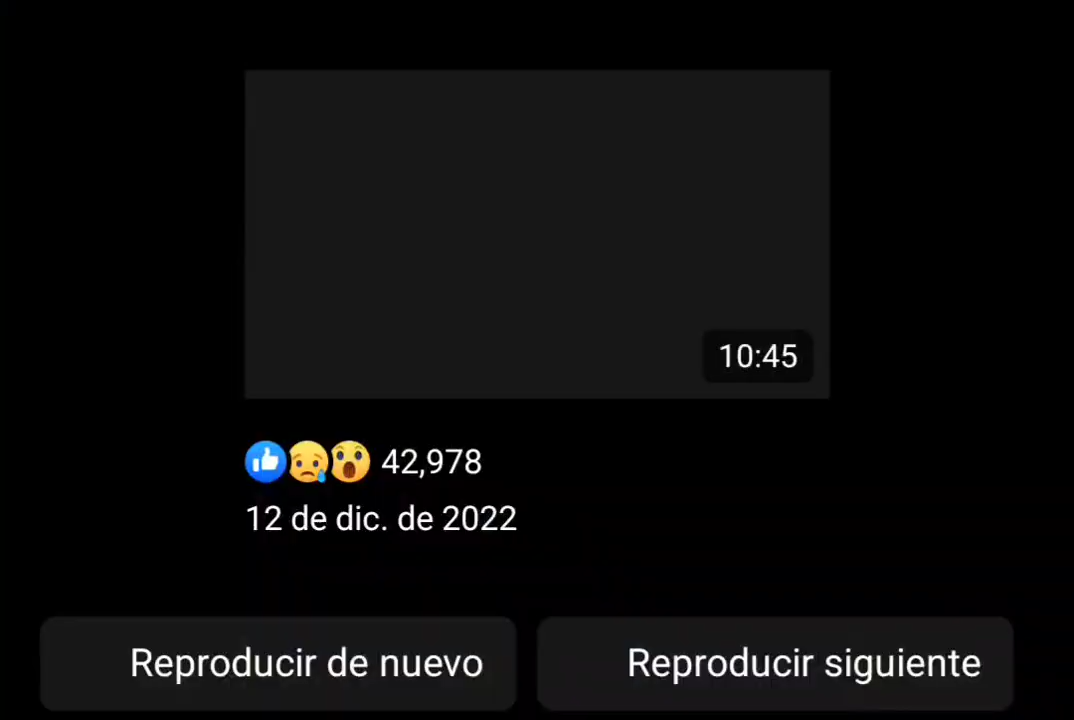 10:45
42,978
12 de dic. de 2022
Reproducir de nuevo
Reproducir siguiente